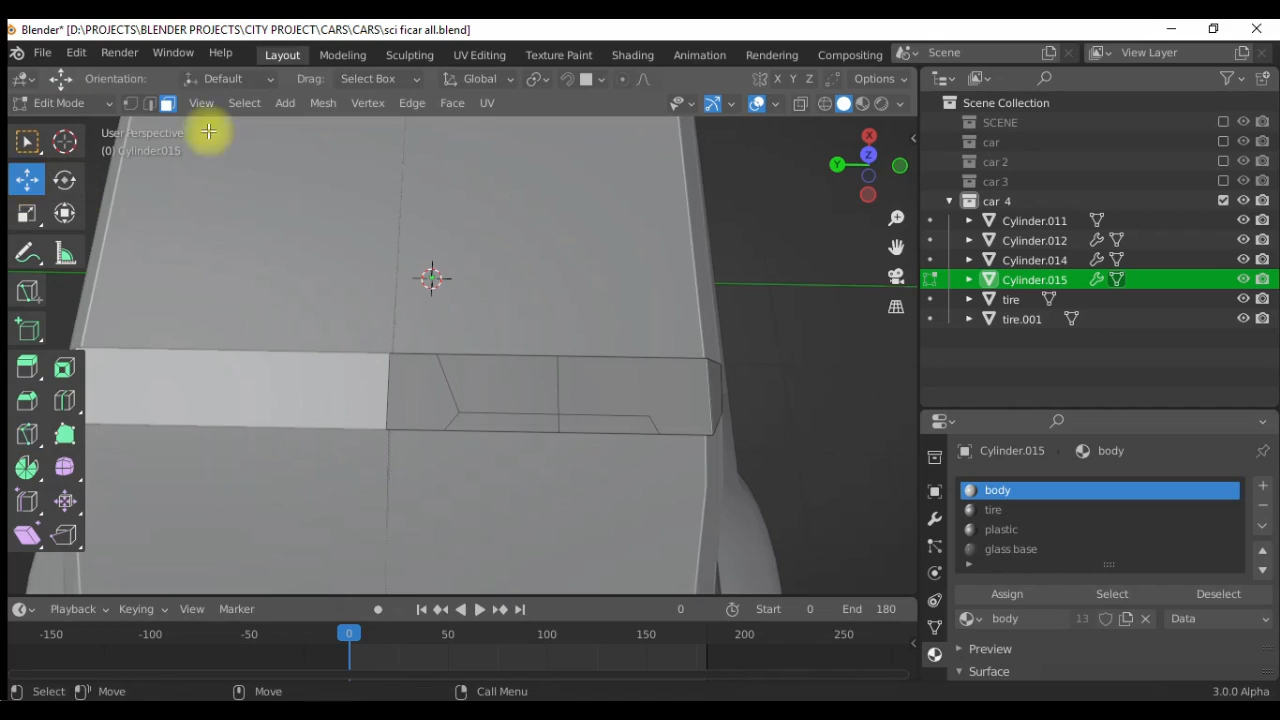 Blender* [D:\PROJECTS\BLENDER PROJECTS\CITY PROJECT\CARS\CARS\sci ficar all.blend]
File Edit Render Window Help Layout Modeling Sculpting UV Editing Texture Paint Shading Animation Rendering Compositing Scene View Layer
Orientation: Default Drag: Select Box Global X Y Z Options
Edit Mode View Select Add Mesh Vertex Edge Face UV
User Perspective
(0) Cylinder.015
X
Y
Z
Scene Collection
SCENE
car
car 2
car 3
car 4
Cylinder.011
Cylinder.012
Cylinder.014
Cylinder.015
tire
tire.001
Cylinder.015 body
body
tire
plastic
glass base
Assign Select Deselect
body 13 Data
Preview
Surface
Playback Keying View Marker 0 Start 0 End 180
-150 -100 -50 0 50 100 150 200 250
Select Move Move Call Menu 3.0.0 Alpha